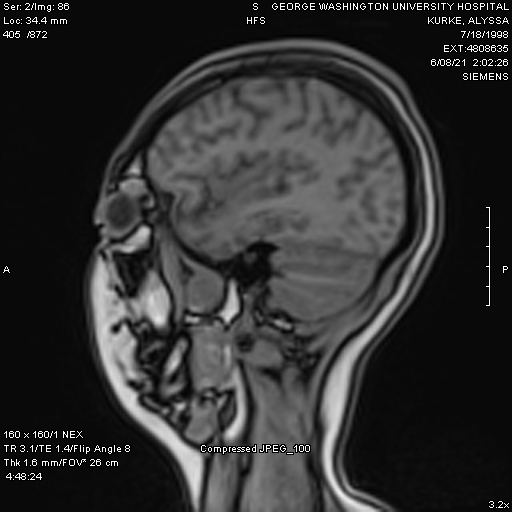 Ser: 2/Img: 86
Loc: 34.4 mm
405 /872
S GEORGE WASHINGTON UNIVERSITY HOSPITAL
HFS KURKE, ALYSSA
7/18/1998
EXT:4808635
6/08/21 2:02:26
SIEMENS
A
P
160 x 160/1 NEX
TR 3.1/TE 1.4/Flip Angle 8
Thk 1.6 mm/FOV* 26 cm
4:48:24
Compressed JPEG_100
3.2x